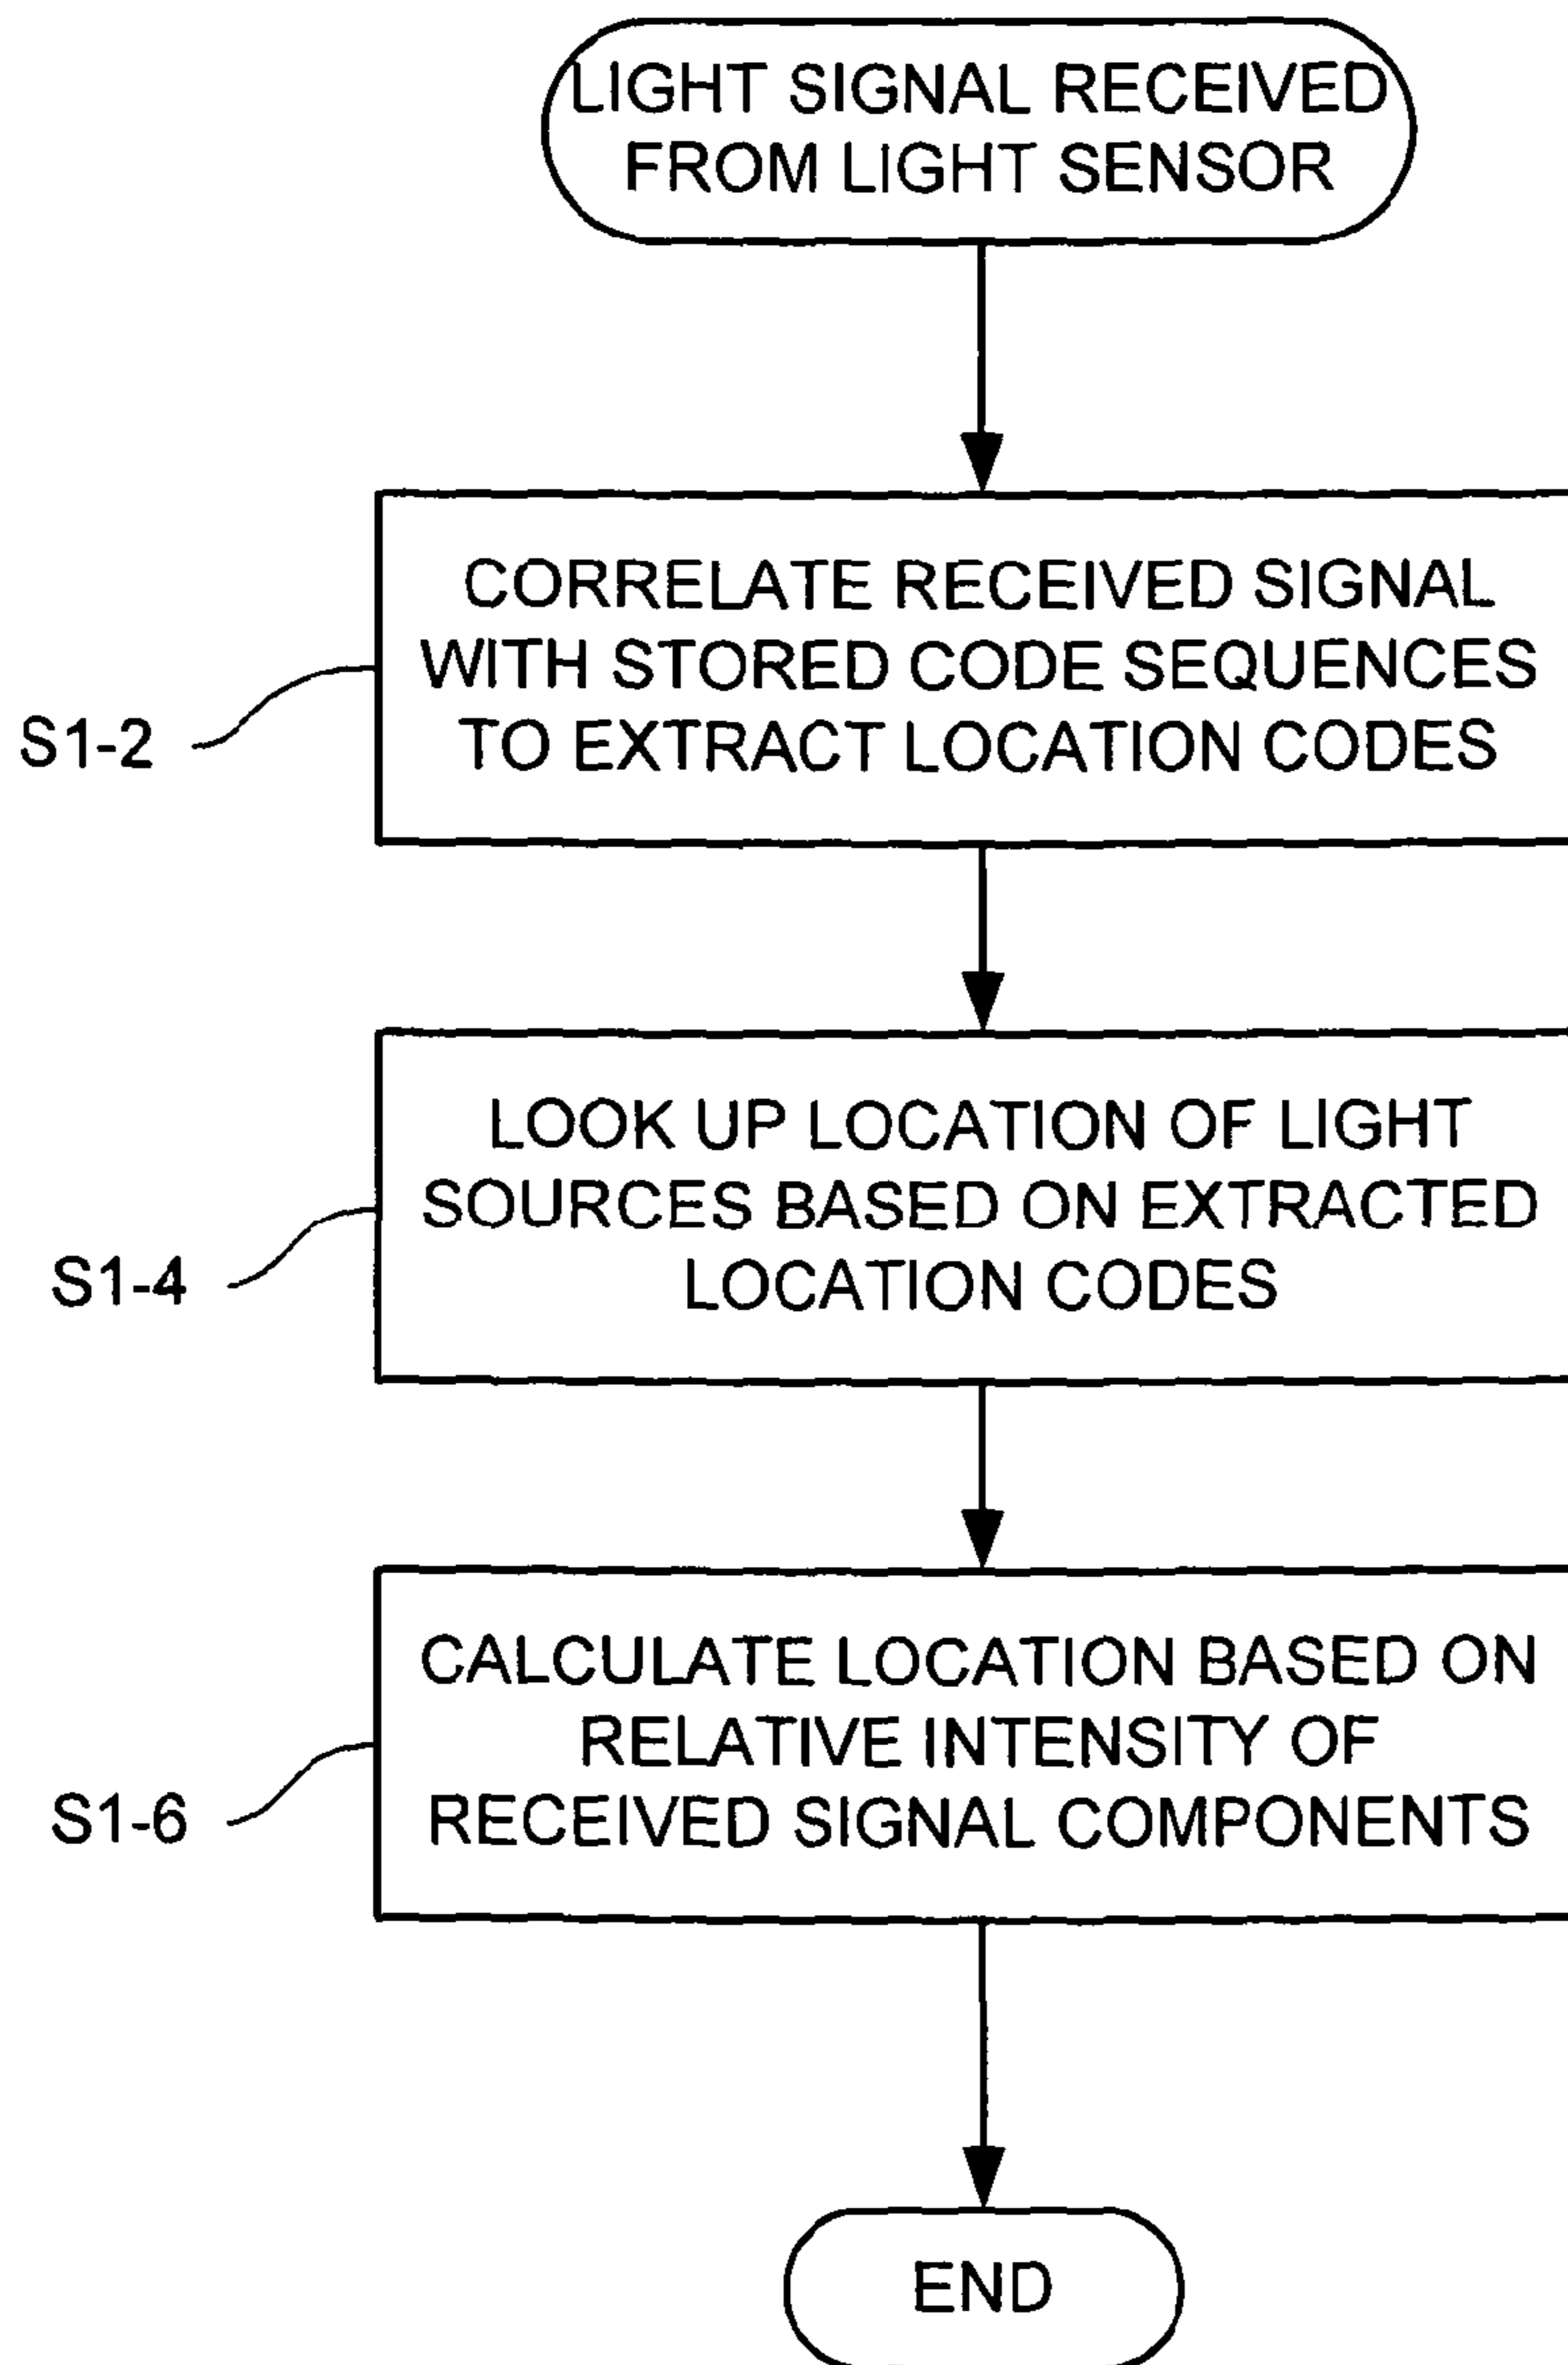 LIGHT SIGNAL RECEIVED
FROM LIGHT SENSOR
CORRELATE RECEIVED SIGNAL
WITH STORED CODE SEQUENCES
TO EXTRACT LOCATION CODES
S1-2
LOOK UP LOCATION OF LIGHT
SOURCES BASED ON EXTRACTED
LOCATION CODES
S1-4
CALCULATE LOCATION BASED ON
RELATIVE INTENSITY OF
RECEIVED SIGNAL COMPONENTS
S1-6
END